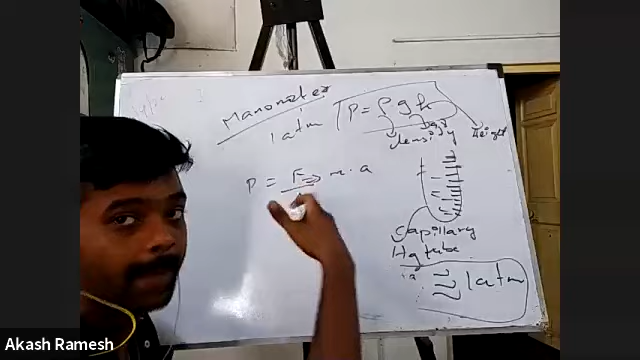 Manometer
1 atm
P = ρ g h
density
Height
P = F ⇒ m . a
Capillary
Hg tube
≈ 1 atm
Akash Ramesh